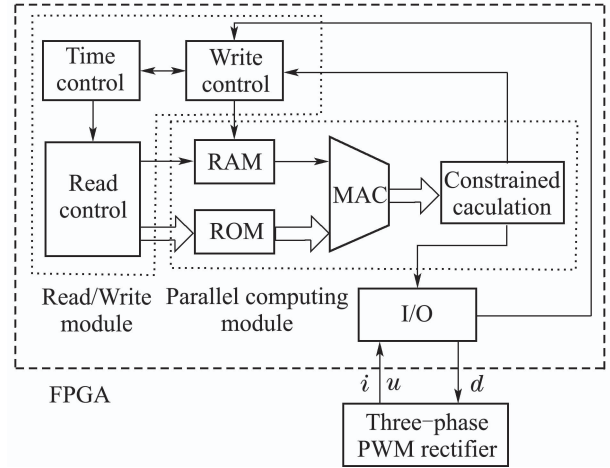 Time
control
Write
control
Read
control
RAM
ROM
MAC
Constrained
caculation
Read/Write
module
Parallel computing
module
I/O
FPGA
i u
d
Three-phase
PWM rectifier